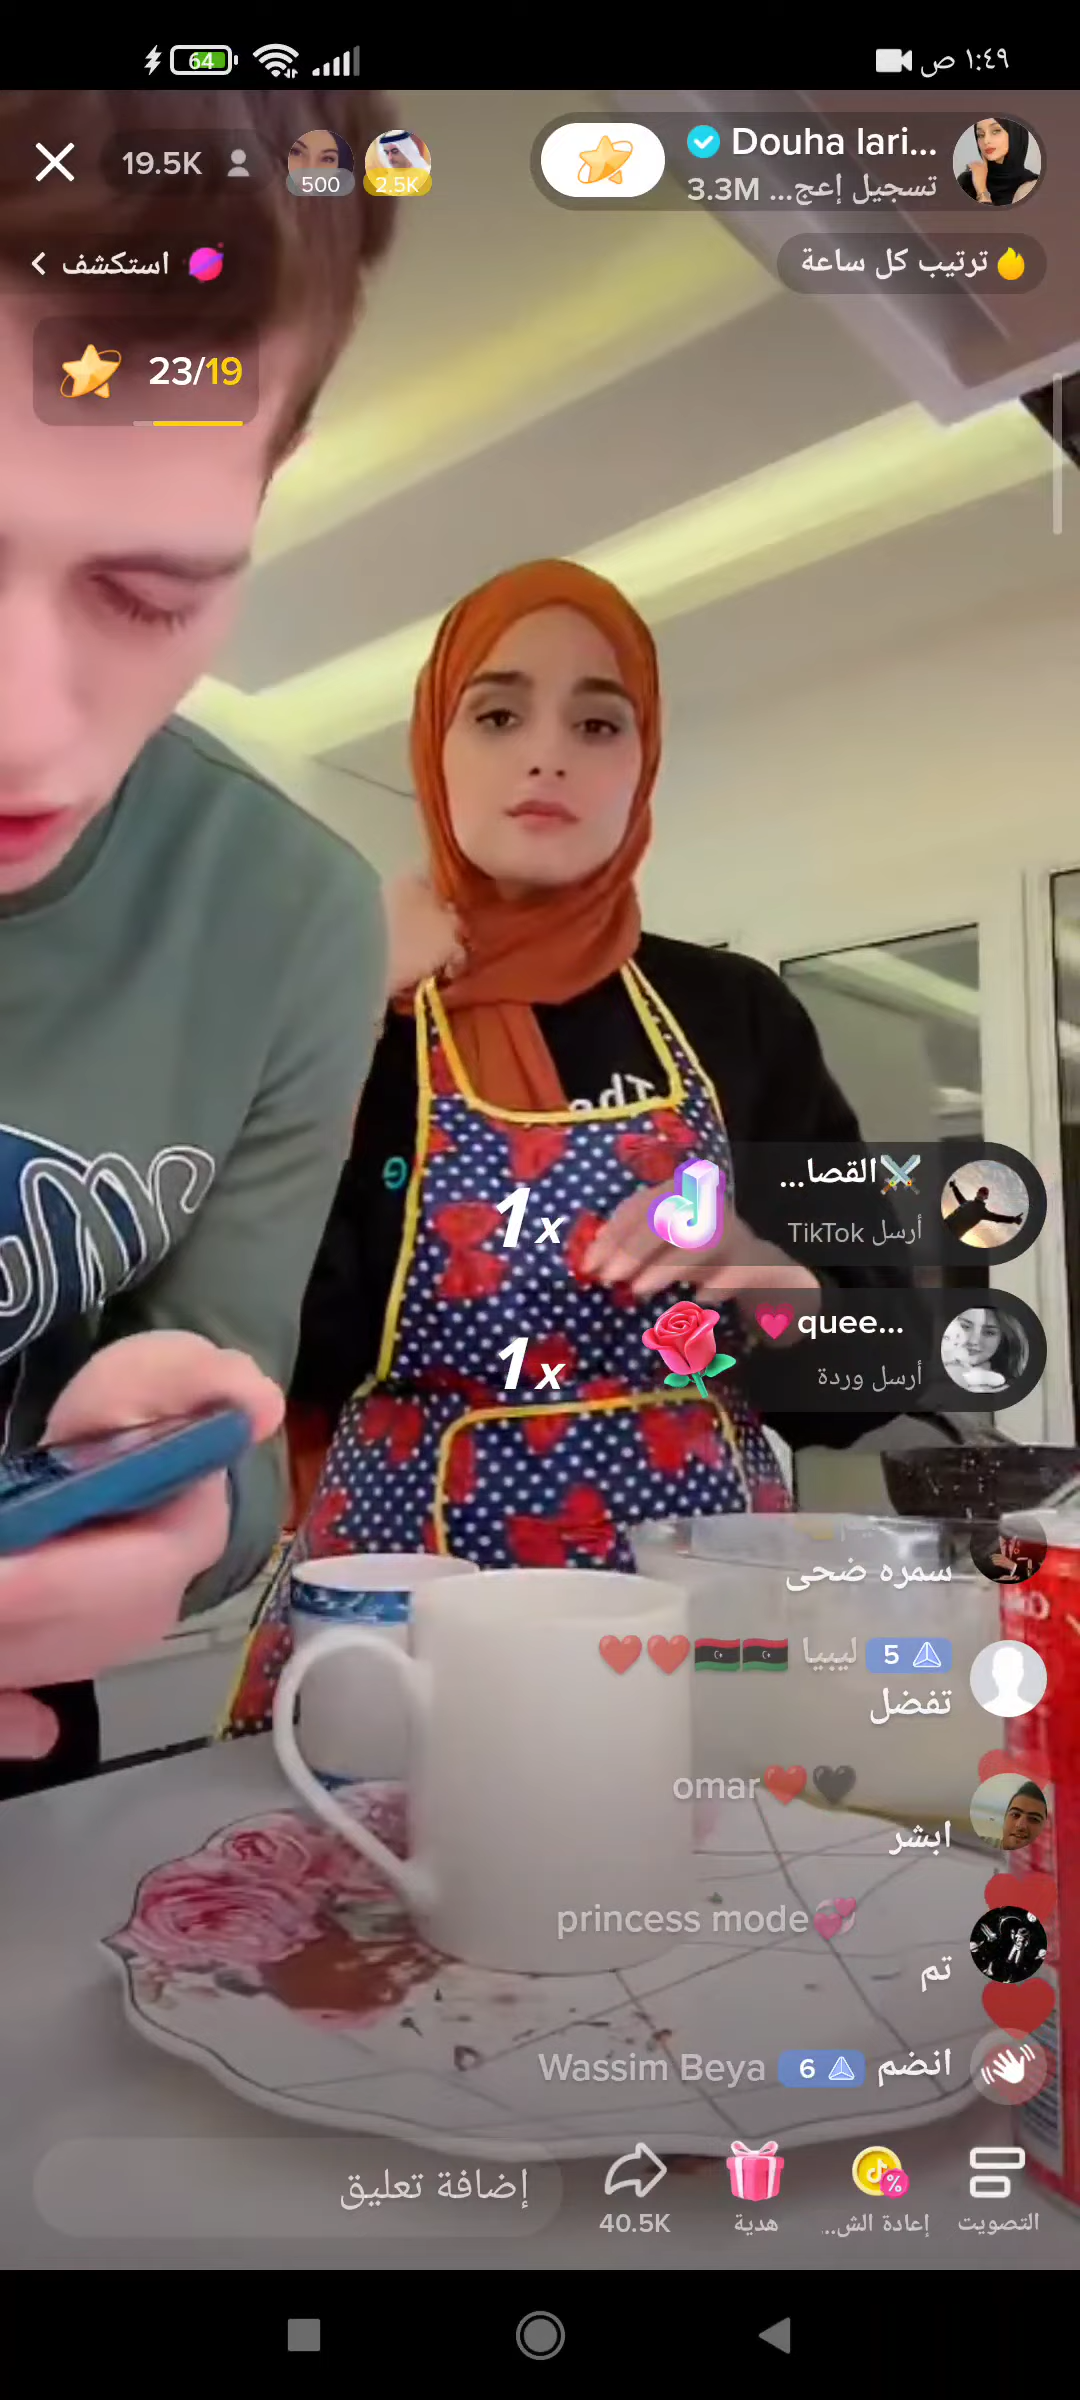 64
١:٤٩ ص
19.5K
500
2.5K
Douha lari...
3.3M تسجيل إعج...
استكشف
ترتيب كل ساعة
23/19
The
القصا...
أرسل TikTok
1x
quee...
أرسل وردة
1x
سمره ضحى
5 ليبيا
تفضل
omar
ابشر
princess mode
تم
Wassim Beya 6 انضم
إضافة تعليق
40.5K
هدية
إعادة الش...
التصويت